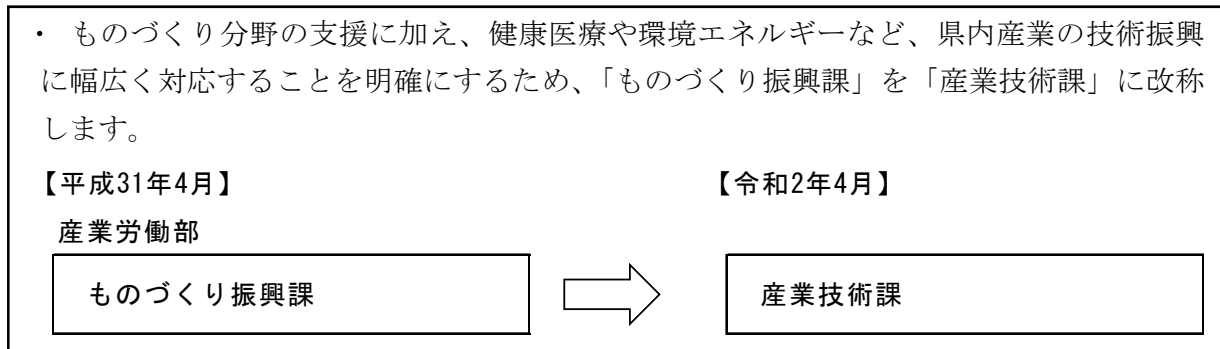 ・ ものづくり分野の支援に加え、健康医療や環境エネルギーなど、県内産業の技術振興
に幅広く対応することを明確にするため、「ものづくり振興課」を「産業技術課」に改称
します。
【平成31年4月】
【令和2年4月】
産業労働部
ものづくり振興課
産業技術課